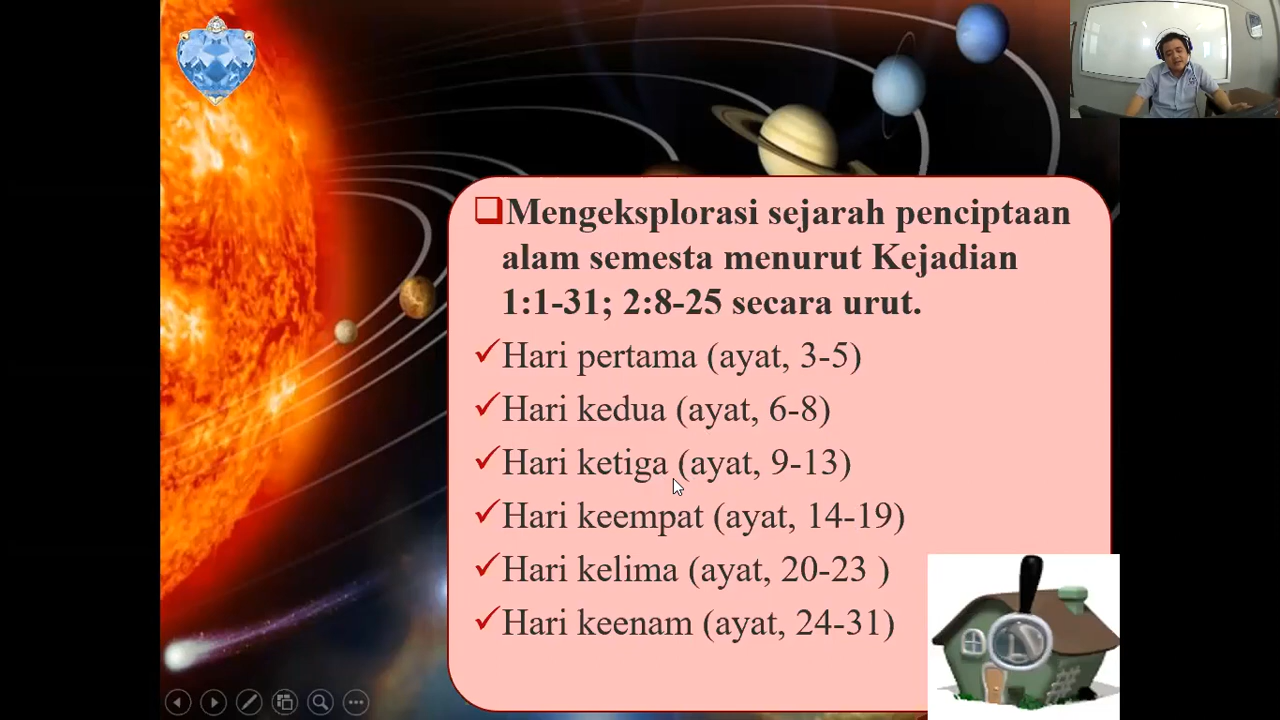 Mengeksplorasi sejarah penciptaan
alam semesta menurut Kejadian
1:1-31; 2:8-25 secara urut.
Hari pertama (ayat, 3-5)
Hari kedua (ayat, 6-8)
Hari ketiga (ayat, 9-13)
Hari keempat (ayat, 14-19)
Hari kelima (ayat, 20-23 )
Hari keenam (ayat, 24-31)